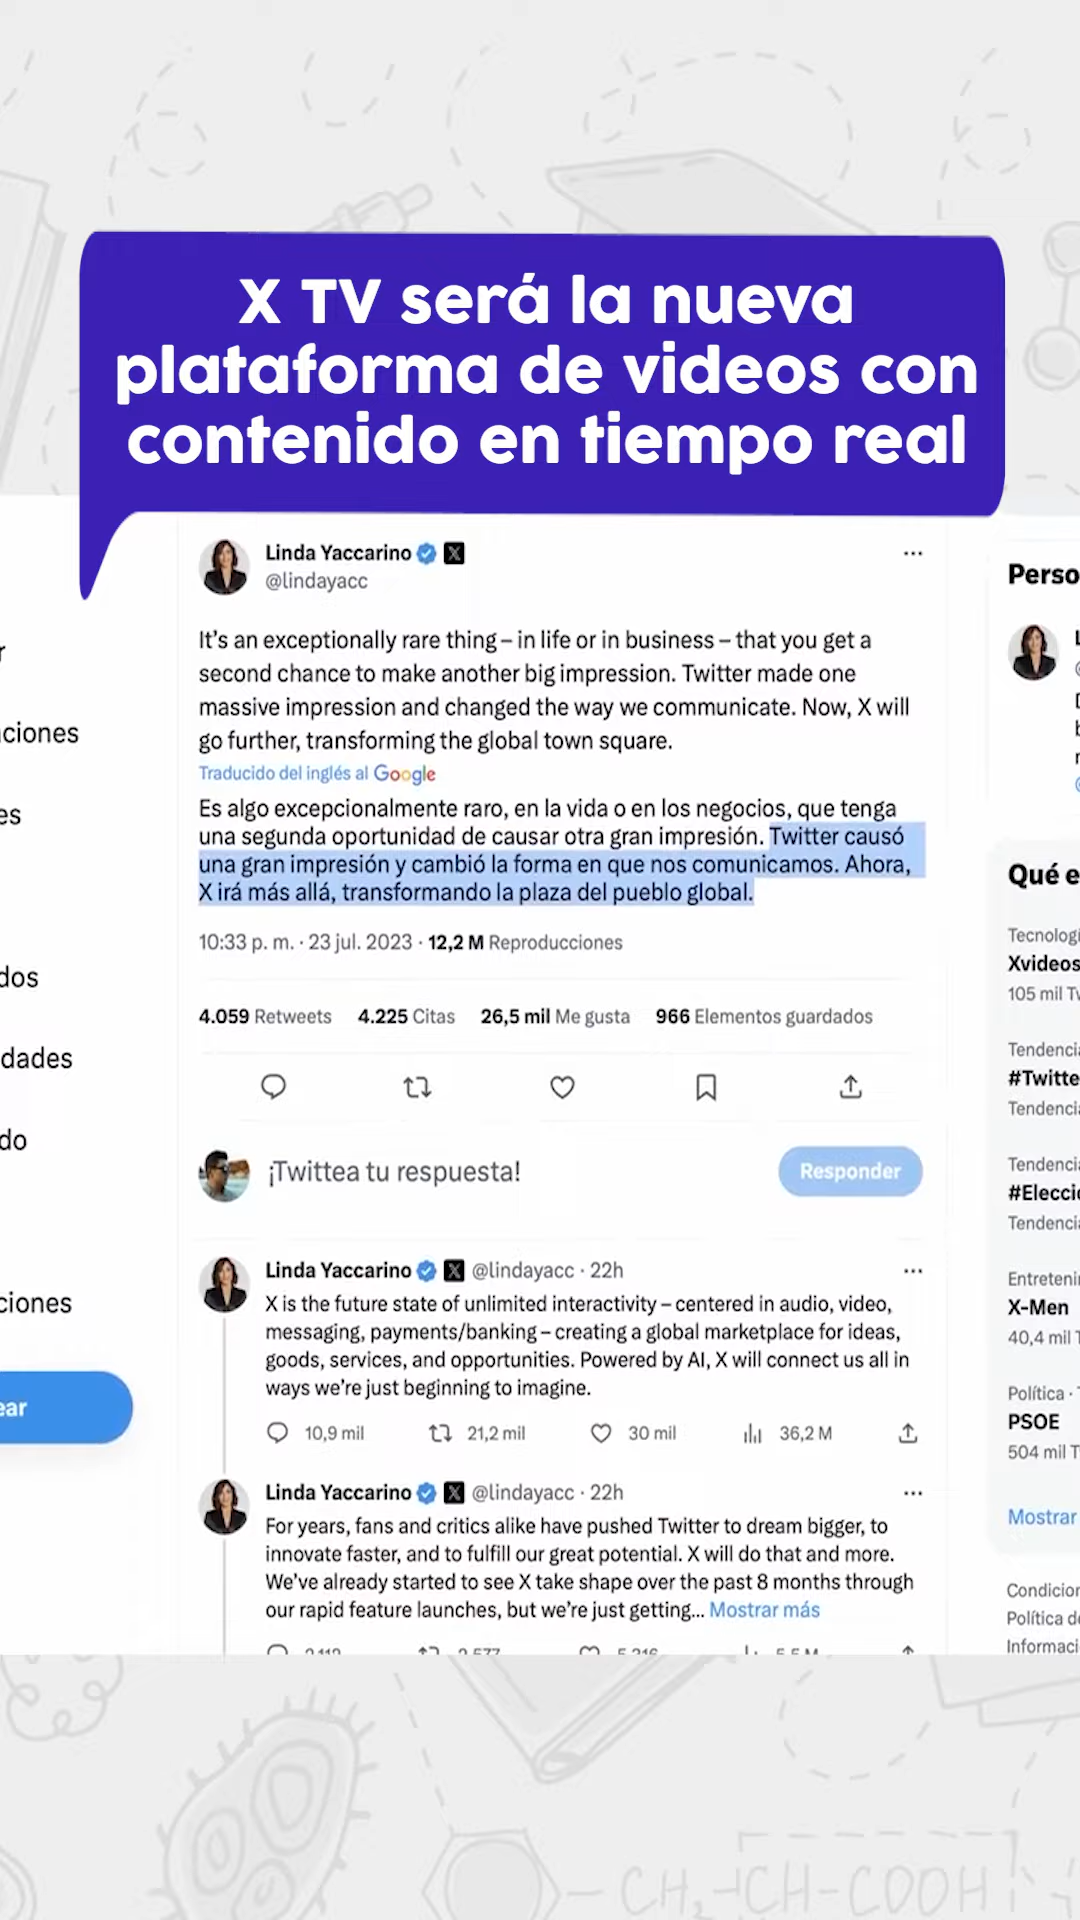 X TV será la nueva
plataforma de videos con
contenido en tiempo real
Linda Yaccarino
@lindayacc
It's an exceptionally rare thing – in life or in business – that you get a
second chance to make another big impression. Twitter made one
massive impression and changed the way we communicate. Now, X will
go further, transforming the global town square.
Traducido del inglés al Google
Es algo excepcionalmente raro, en la vida o en los negocios, que tenga
una segunda oportunidad de causar otra gran impresión. Twitter causó
una gran impresión y cambió la forma en que nos comunicamos. Ahora,
X irá más allá, transformando la plaza del pueblo global.
10:33 p. m. · 23 jul. 2023 · 12,2 M Reproducciones
4.059 Retweets 4.225 Citas 26,5 mil Me gusta 966 Elementos guardados
¡Twittea tu respuesta!
Responder
Linda Yaccarino @lindayacc · 22h
X is the future state of unlimited interactivity – centered in audio, video,
messaging, payments/banking – creating a global marketplace for ideas,
goods, services, and opportunities. Powered by AI, X will connect us all in
ways we're just beginning to imagine.
10,9 mil 21,2 mil 30 mil 36,2 M
Linda Yaccarino @lindayacc · 22h
For years, fans and critics alike have pushed Twitter to dream bigger, to
innovate faster, and to fulfill our great potential. X will do that and more.
We've already started to see X take shape over the past 8 months through
our rapid feature launches, but we're just getting... Mostrar más
ciones
es
dos
dades
do
ciones
ear
Perso
Qué e
Tecnologí
Xvideos
105 mil Tw
Tendencia
#Twitte
Tendencia
Tendencia
#Elecci
Tendencia
Entreteni
X-Men
40,4 mil T
Política ·
PSOE
504 mil T
Mostrar
Condicion
Política de
Informaci
CH₂-CH-COOH